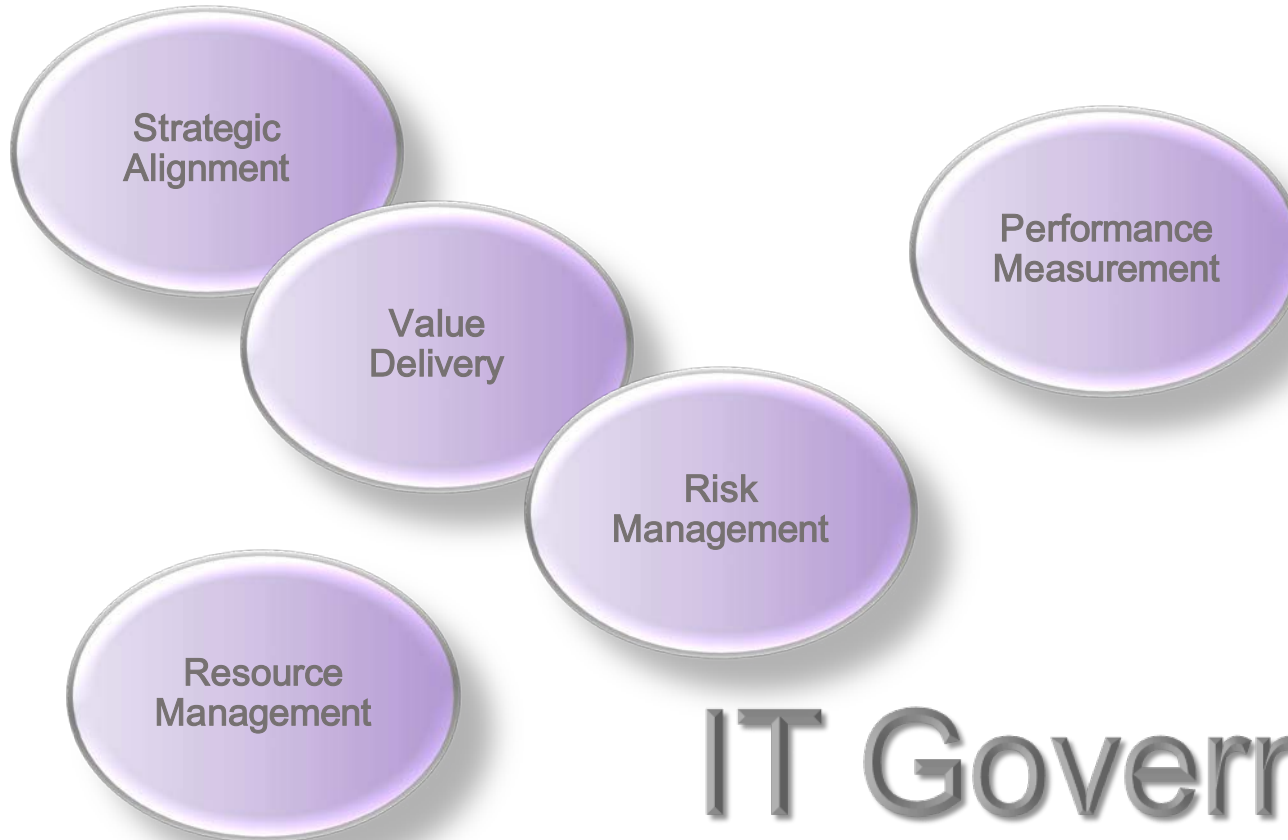 Strategic
Alignment
Performance
Measurement
Value
Delivery
Risk
Management
Resource
Management
IT Govern